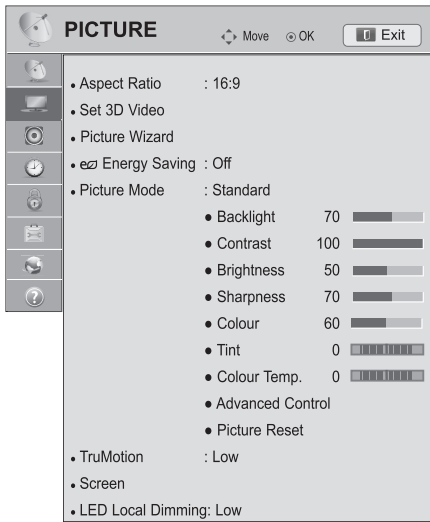 PICTURE Move OK Exit
• Aspect Ratio : 16:9
• Set 3D Video
• Picture Wizard
• Energy Saving : Off
• Picture Mode : Standard
● Backlight 70
● Contrast 100
● Brightness 50
● Sharpness 70
● Colour 60
● Tint 0
● Colour Temp. 0
● Advanced Control
● Picture Reset
• TruMotion : Low
• Screen
• LED Local Dimming: Low